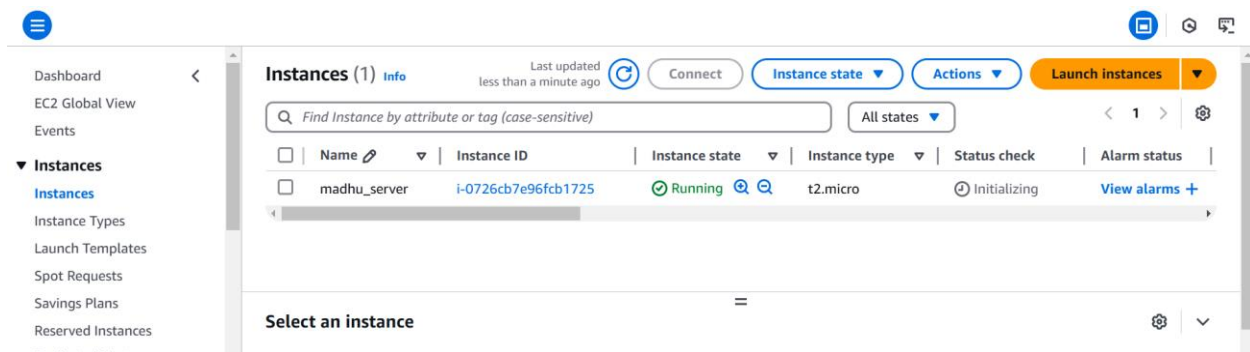 Dashboard
EC2 Global View
Events
Instances
Instances
Instance Types
Launch Templates
Spot Requests
Savings Plans
Reserved Instances
Instances (1) Info
Last updated
less than a minute ago
Connect
Instance state
Actions
Launch instances
Find Instance by attribute or tag (case-sensitive)
All states
1
Name | Instance ID | Instance state | Instance type | Status check | Alarm status |
madhu_server i-0726cb7e96fcb1725 Running t2.micro Initializing View alarms +
Select an instance